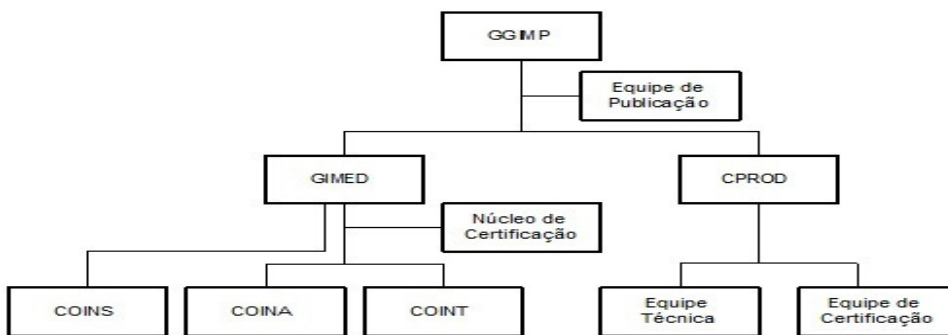 GGIMP
Equipe de
Publicação
GIMED
CPROD
Núcleo de
Certificação
COINS
COINA
COINT
Equipe
Técnica
Equipe de
Certificação